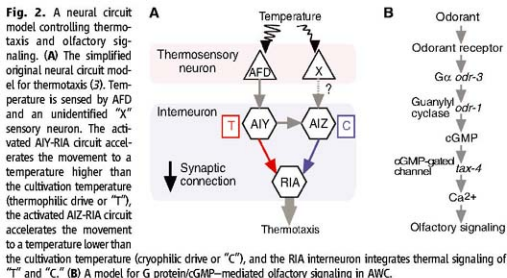 Fig. 2. A neural circuit
model controlling thermo-
taxis and olfactory sig-
naling. (A) The simplified
original neural circuit mod-
el for thermotaxis (3). Tem-
perature is sensed by AFD
and an unidentified "X"
sensory neuron. The acti-
vated AIY-RIA circuit accel-
erates the movement to a
temperature higher than
the cultivation temperature
(thermophilic drive or "T"),
the activated AIZ-RIA circuit
accelerates the movement
to a temperature lower than
the cultivation temperature (cryophilic drive or "C"), and the RIA interneuron integrates thermal signaling of
"T" and "C." (B) A model for G protein/cGMP–mediated olfactory signaling in AWC.
A
Temperature
Thermosensory
neuron
AFD
X
?
Interneuron
T
AIY
AIZ
C
Synaptic
connection
RIA
Thermotaxis
B
Odorant
Odorant receptor
Gα odr-3
Guanylyl
cyclase odr-1
cGMP
cGMP-gated
channel tax-4
Ca2+
Olfactory signaling